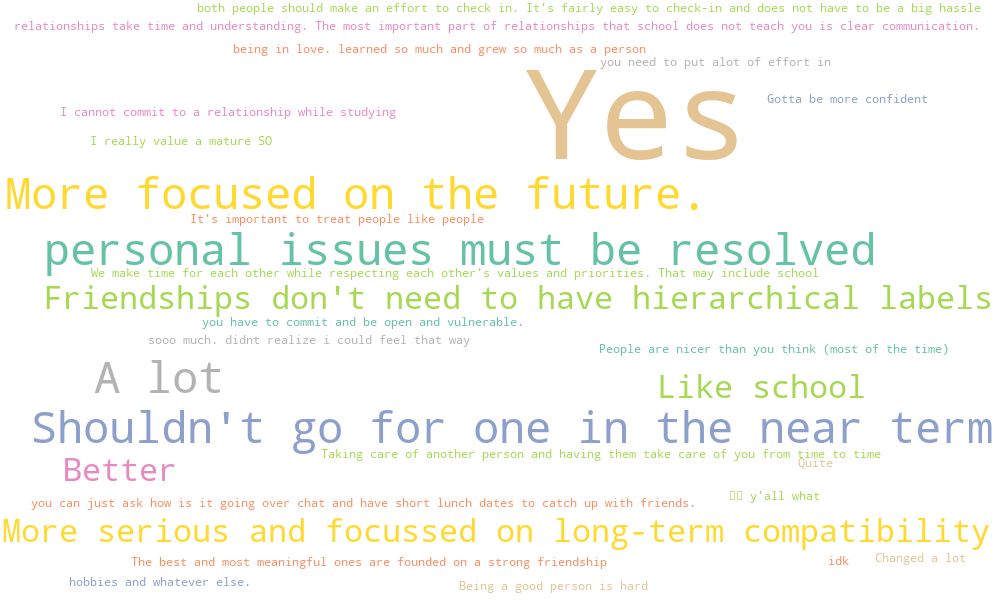 both people should make an effort to check in. It's fairly easy to check-in and does not have to be a big hassle
relationships take time and understanding. The most important part of relationships that school does not teach you is clear communication.
being in love. learned so much and grew so much as a person
you need to put alot of effort in
Yes
Gotta be more confident
I cannot commit to a relationship while studying
I really value a mature SO
More focused on the future.
It's important to treat people like people
personal issues must be resolved
We make time for each other while respecting each other's values and priorities. That may include school
Friendships don't need to have hierarchical labels
you have to commit and be open and vulnerable.
sooo much. didnt realize i could feel that way
People are nicer than you think (most of the time)
A lot
Like school
Shouldn't go for one in the near term
Taking care of another person and having them take care of you from time to time
Quite
Better
y'all what
you can just ask how is it going over chat and have short lunch dates to catch up with friends.
More serious and focussed on long-term compatibility
The best and most meaningful ones are founded on a strong friendship
idk
Changed a lot
hobbies and whatever else.
Being a good person is hard